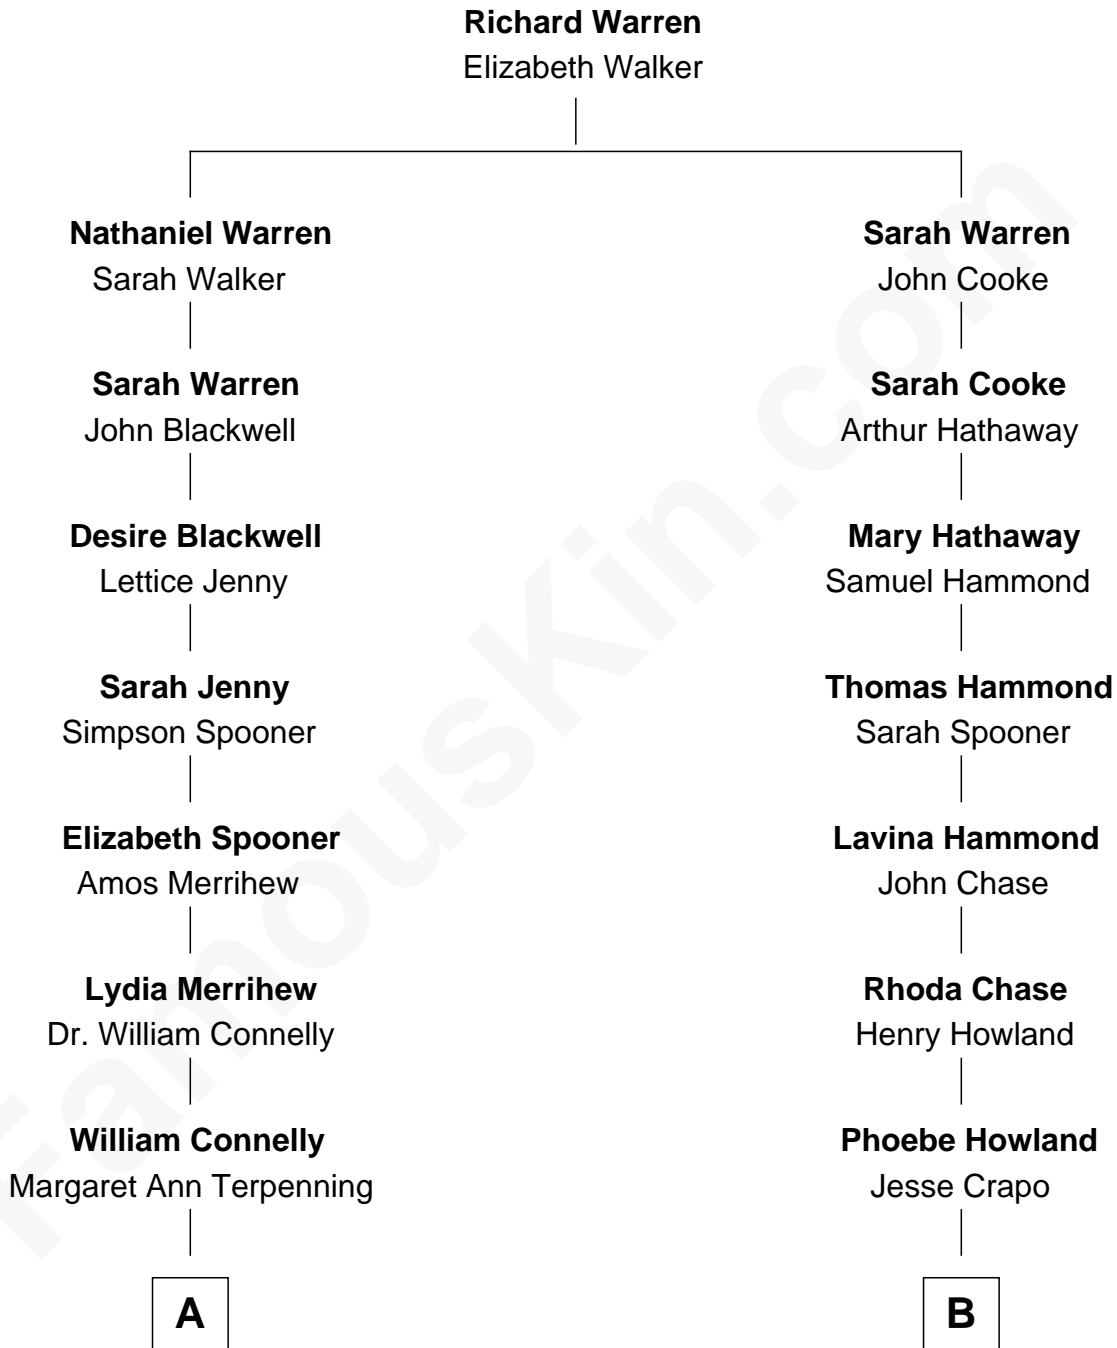 Richard Warren
Elizabeth Walker
Nathaniel Warren
Sarah Walker
Sarah Warren
John Blackwell
Desire Blackwell
Lettice Jenny
Sarah Jenny
Simpson Spooner
Elizabeth Spooner
Amos Merrihew
Lydia Merrihew
Dr. William Connelly
William Connelly
Margaret Ann Terpenning
A
Sarah Warren
John Cooke
Sarah Cooke
Arthur Hathaway
Mary Hathaway
Samuel Hammond
Thomas Hammond
Sarah Spooner
Lavina Hammond
John Chase
Rhoda Chase
Henry Howland
Phoebe Howland
Jesse Crapo
B
FamousKin.com